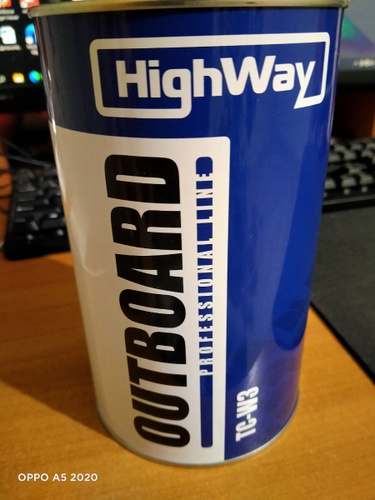 HighWay
OUTBOARD
PROFESSIONAL LINE
TC-W3
OPPO A5 2020